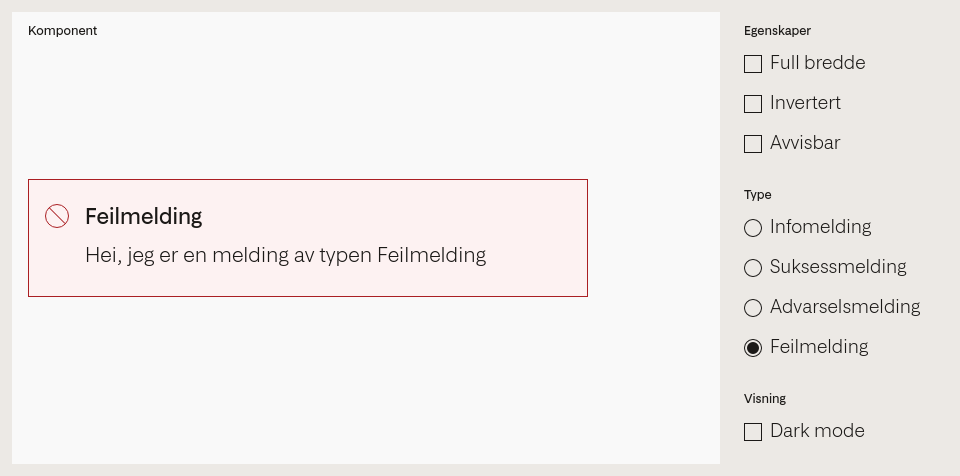 Komponent
Feilmelding
Hei, jeg er en melding av typen Feilmelding
Egenskaper
Full bredde
Invertert
Avvisbar
Type
Infomelding
Suksessmelding
Advarselsmelding
Feilmelding
Visning
Dark mode